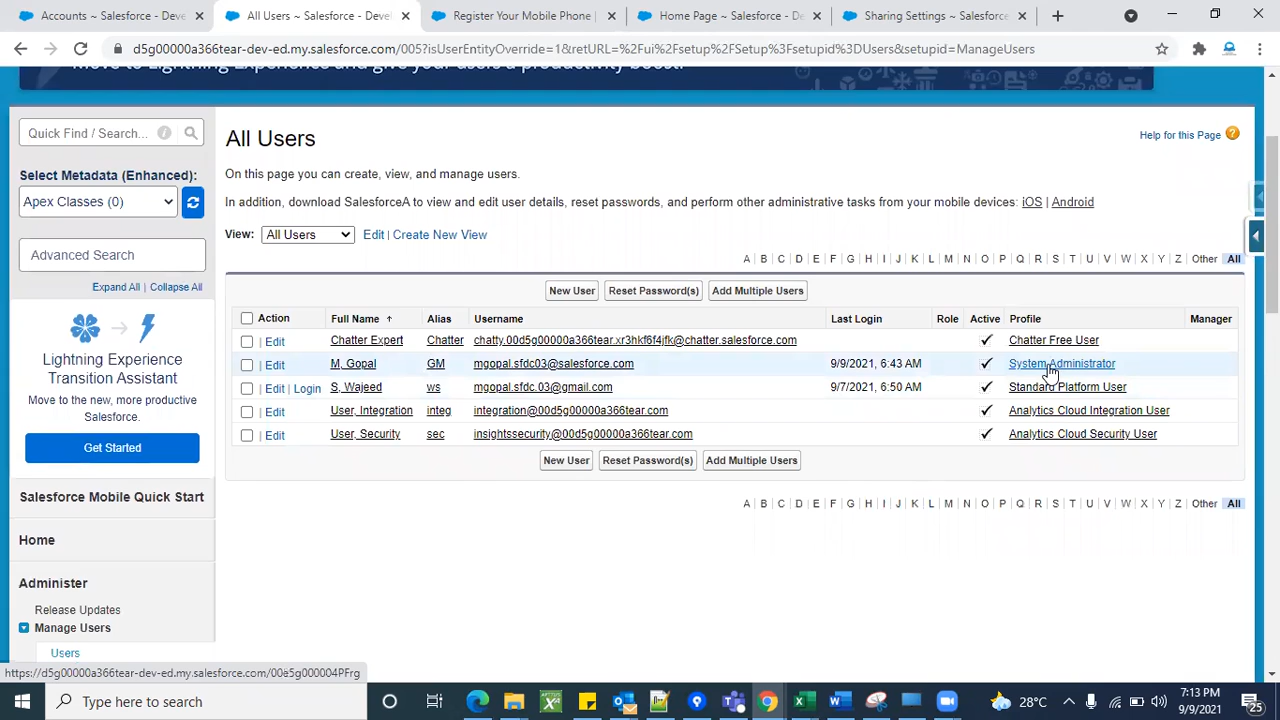 Accounts ~ Salesforce - Deve
All Users ~ Salesforce - Devel
Register Your Mobile Phone |
Home Page ~ Salesforce - De
Sharing Settings ~ Salesforce
d5g00000a366tear-dev-ed.my.salesforce.com/005?isUserEntityOverride=1&retURL=%2Fui%2Fsetup%2FSetup%3Fsetupid%3DUsers&setupid=ManageUsers
Move to Lightning Experience and give your users a productivity boost!
Quick Find / Search...
Select Metadata (Enhanced):
Apex Classes (0)
Advanced Search
Expand All | Collapse All
Lightning Experience
Transition Assistant
Move to the new, more productive
Salesforce.
Get Started
Salesforce Mobile Quick Start
Home
Administer
Release Updates
Manage Users
Users
All Users
Help for this Page
On this page you can create, view, and manage users.
In addition, download SalesforceA to view and edit user details, reset passwords, and perform other administrative tasks from your mobile devices: iOS | Android
View: All Users Edit | Create New View
A | B | C | D | E | F | G | H | I | J | K | L | M | N | O | P | Q | R | S | T | U | V | W | X | Y | Z | Other All
New User Reset Password(s) Add Multiple Users
Action Full Name Alias Username Last Login Role Active Profile Manager
| Edit Chatter Expert Chatter chatty.00d5g00000a366tear.xr3hkf6f4jfk@chatter.salesforce.com Chatter Free User
| Edit M, Gopal GM mgopal.sfdc03@salesforce.com 9/9/2021, 6:43 AM System Administrator
| Edit | Login S, Wajeed ws mgopal.sfdc.03@gmail.com 9/7/2021, 6:50 AM Standard Platform User
| Edit User, Integration integ integration@00d5g00000a366tear.com Analytics Cloud Integration User
| Edit User, Security sec insightssecurity@00d5g00000a366tear.com Analytics Cloud Security User
New User Reset Password(s) Add Multiple Users
A | B | C | D | E | F | G | H | I | J | K | L | M | N | O | P | Q | R | S | T | U | V | W | X | Y | Z | Other All
https://d5g00000a366tear-dev-ed.my.salesforce.com/00e5g000004PFrg
Type here to search
28°C
7:13 PM
9/9/2021
25